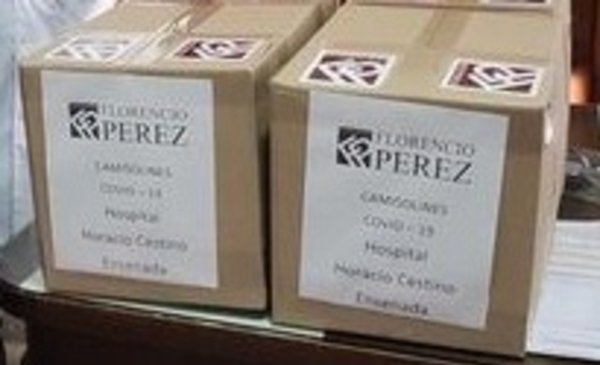 FLORENCIO
PEREZ
CAMISOLINES
COVID - 19
Hospital
Horacio Cestino
Ensenada
FLORENCIO
PEREZ
CAMISOLINES
COVID - 19
Hospital
Horacio Cestino
Ensenada